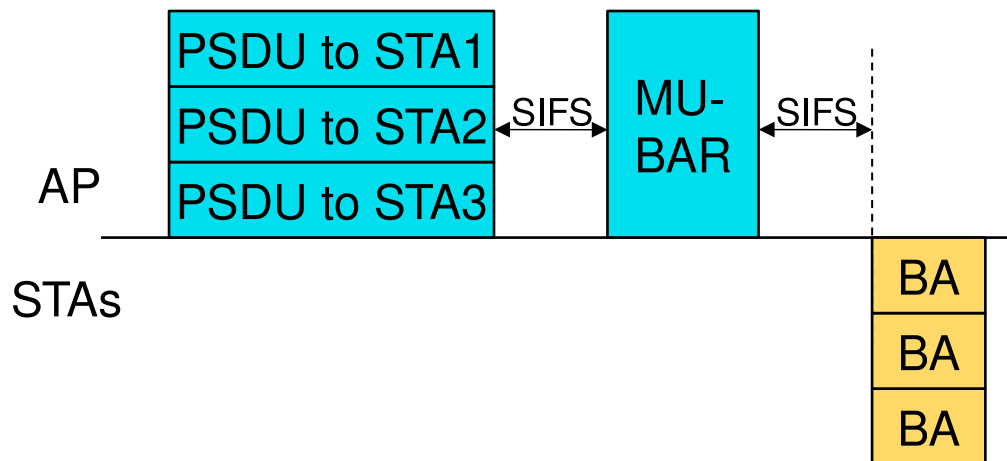 PSDU to STA1
PSDU to STA2
PSDU to STA3
SIFS
MU-
BAR
SIFS
AP
STAs
BA
BA
BA